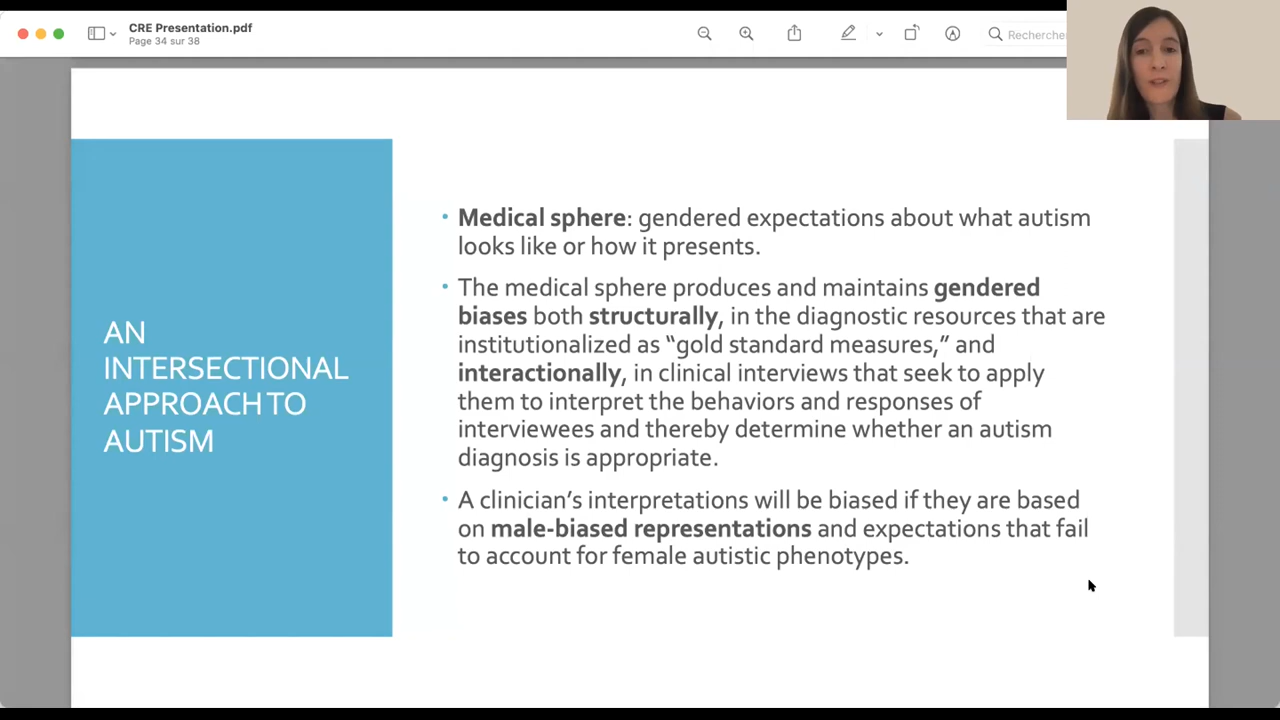 CRE Presentation.pdf
Page 34 sur 38
Rechercher
AN
INTERSECTIONAL
APPROACH TO
AUTISM
• Medical sphere: gendered expectations about what autism
looks like or how it presents.
• The medical sphere produces and maintains gendered
biases both structurally, in the diagnostic resources that are
institutionalized as “gold standard measures,” and
interactionally, in clinical interviews that seek to apply
them to interpret the behaviors and responses of
interviewees and thereby determine whether an autism
diagnosis is appropriate.
• A clinician’s interpretations will be biased if they are based
on male-biased representations and expectations that fail
to account for female autistic phenotypes.